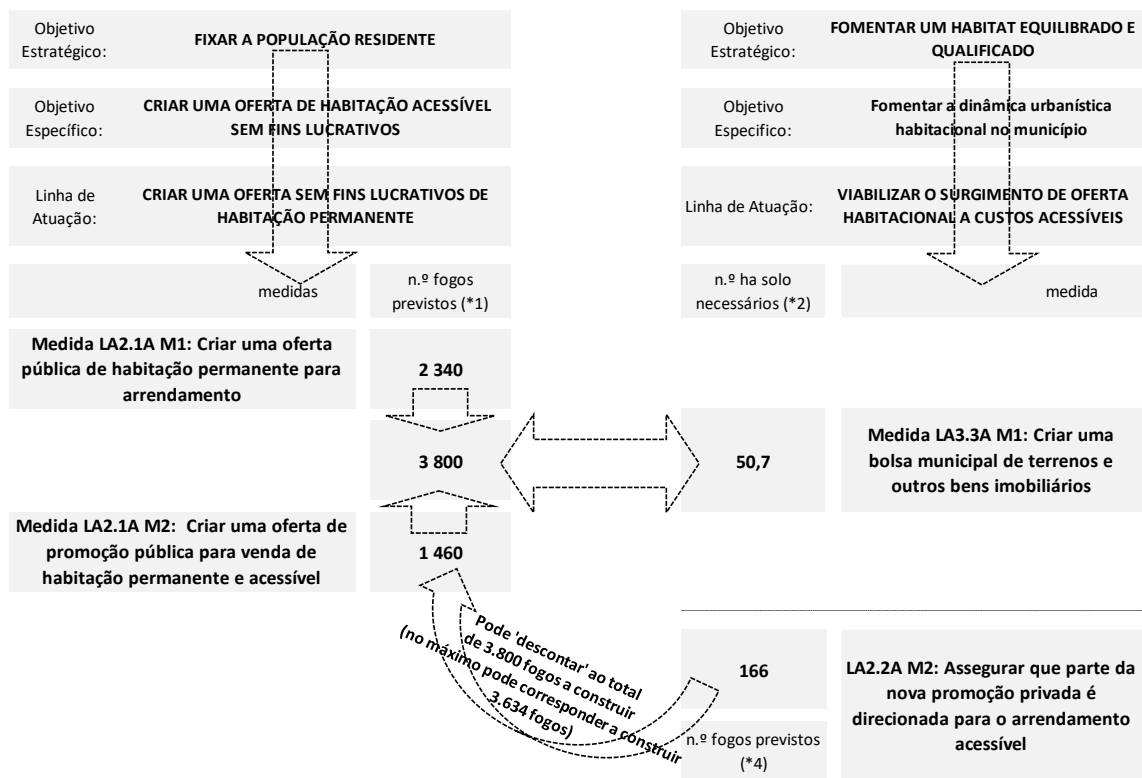 Objetivo
Estratégico:
FIXAR A POPULAÇÃO RESIDENTE
Objetivo
Específico:
CRIAR UMA OFERTA DE HABITAÇÃO ACESSÍVEL
SEM FINS LUCRATIVOS
Linha de
Atuação:
CRIAR UMA OFERTA SEM FINS LUCRATIVOS DE
HABITAÇÃO PERMANENTE
medidas
n.º fogos
previstos (*1)
Medida LA2.1A M1: Criar uma oferta
pública de habitação permanente para
arrendamento
2 340
3 800
Medida LA2.1A M2:  Criar uma oferta de
promoção pública para venda de
habitação permanente e acessível
1 460
Objetivo
Estratégico:
FOMENTAR UM HABITAT EQUILIBRADO E
QUALIFICADO
Objetivo
Especifico:
Fomentar a dinâmica urbanística
habitacional no município
Linha de Atuação:
VIABILIZAR O SURGIMENTO DE OFERTA
HABITACIONAL A CUSTOS ACESSÍVEIS
n.º ha solo
necessários (*2)
medida
50,7
Medida LA3.3A M1: Criar uma
bolsa municipal de terrenos e
outros bens imobiliários
Pode 'descontar' ao total
de 3.800 fogos a construir
(no máximo pode corresponder a construir
3.634 fogos)
166
n.º fogos previstos
(*4)
LA2.2A M2: Assegurar que parte da
nova promoção privada é
direcionada para o arrendamento
acessível